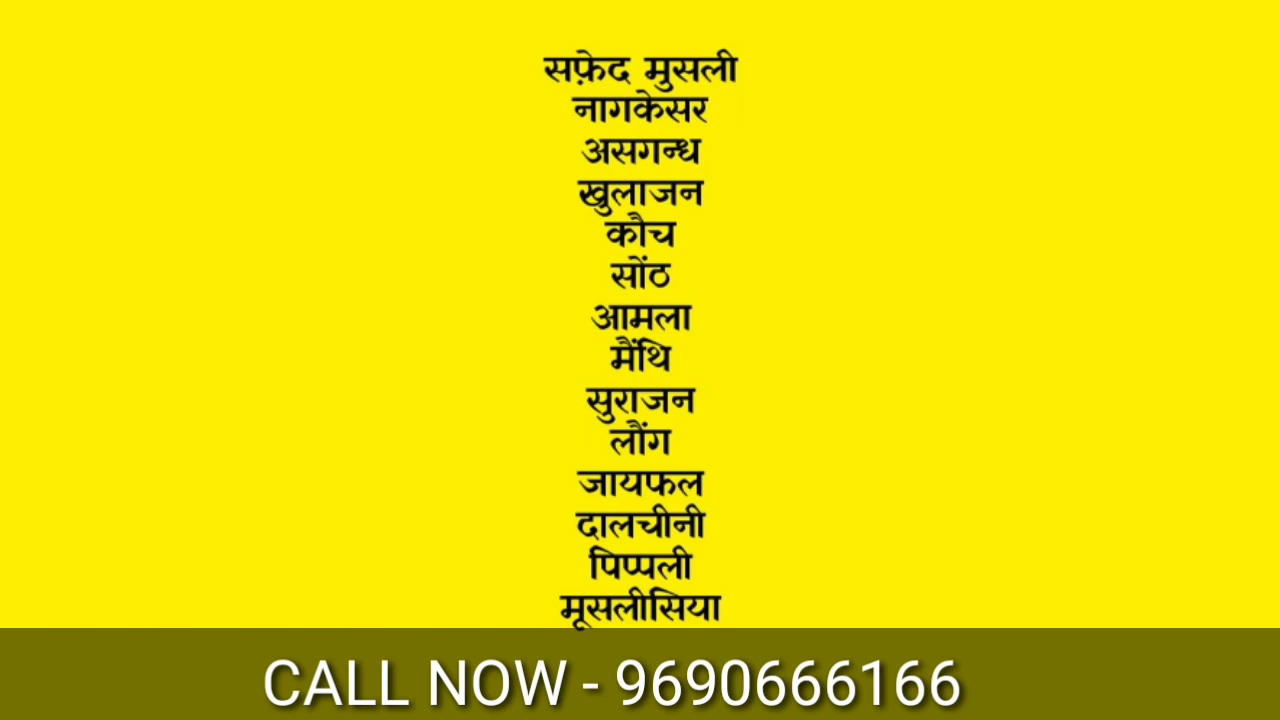 सफ़ेद मुसली
नागकेसर
असगन्ध
खुलाजन
कौच
सोंठ
आमला
मैंथि
सुराजन
लौंग
जायफल
दालचीनी
पिप्पली
मूसलीसिया
CALL NOW - 9690666166